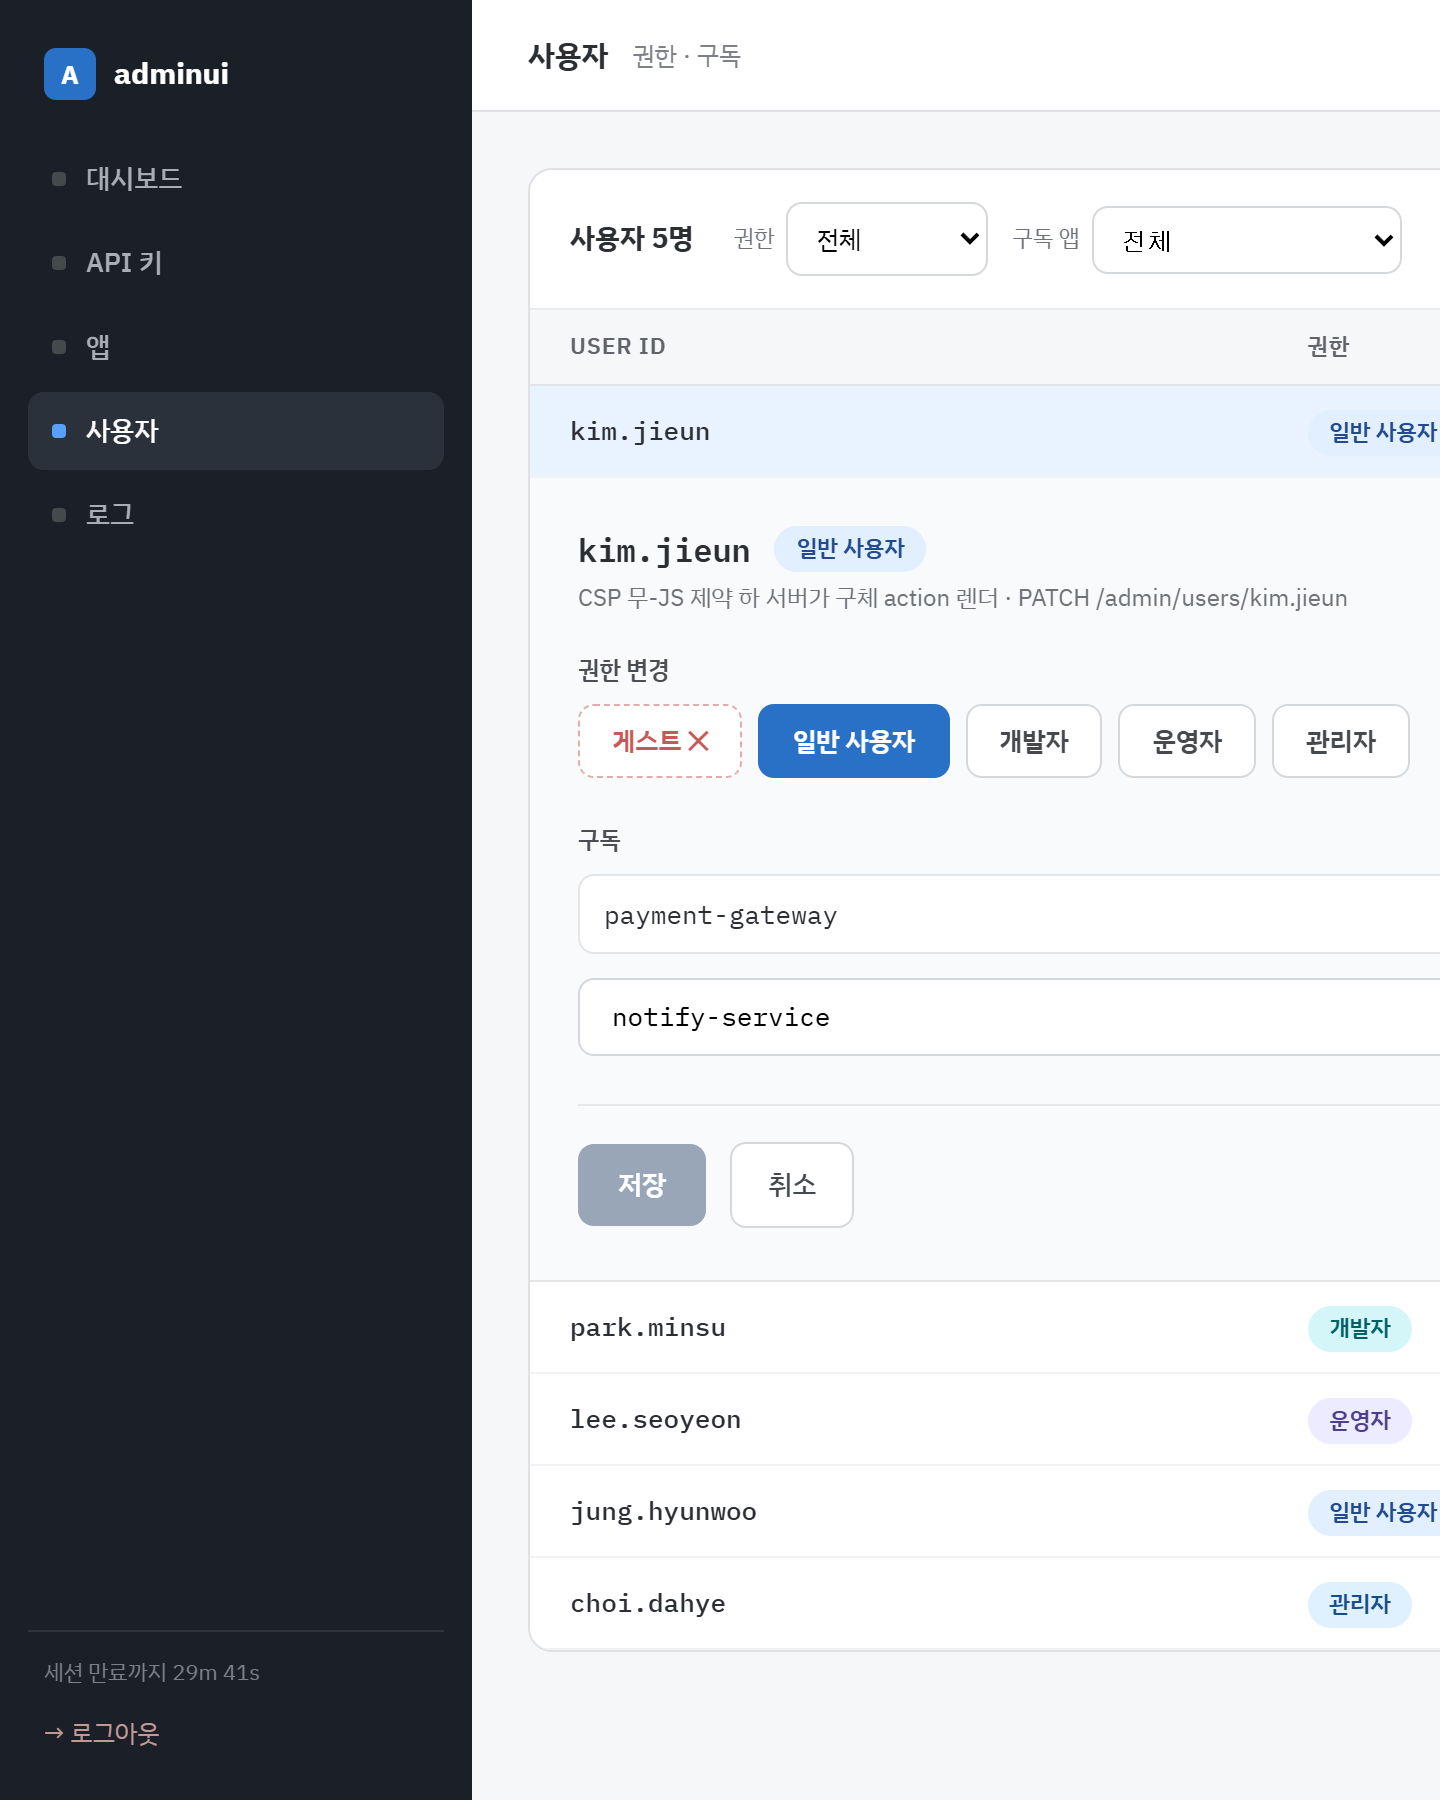 A adminui
대시보드
API 키
앱
사용자
로그
세션 만료까지 29m 41s
→ 로그아웃
사용자 권한 · 구독
사용자 5명 권한 전체 구독 앱 전체
USER ID 권한
kim.jieun 일반 사용자
kim.jieun 일반 사용자
CSP 무-JS 제약 하 서버가 구체 action 렌더 · PATCH /admin/users/kim.jieun
권한 변경
게스트 ✕ 일반 사용자 개발자 운영자 관리자
구독
payment-gateway
notify-service
저장 취소
park.minsu 개발자
lee.seoyeon 운영자
jung.hyunwoo 일반 사용자
choi.dahye 관리자